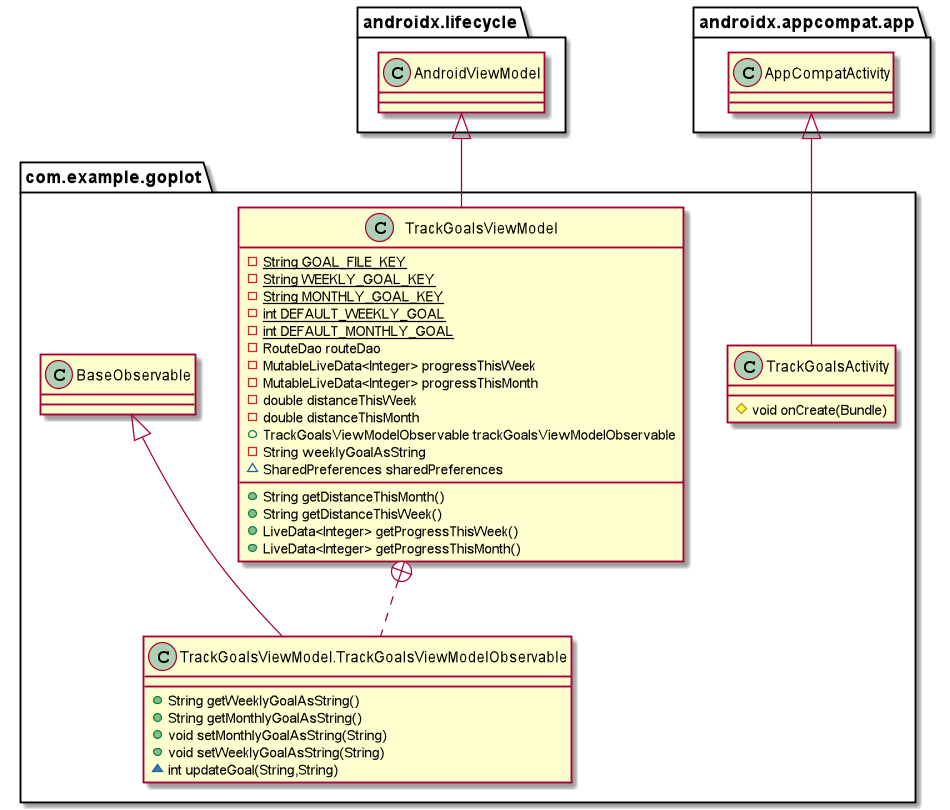 androidx.lifecycle
C AndroidViewModel
androidx.appcompat.app
C AppCompatActivity
com.example.goplot
C TrackGoalsViewModel
String GOAL_FILE_KEY
String WEEKLY_GOAL_KEY
String MONTHLY_GOAL_KEY
int DEFAULT_WEEKLY_GOAL
int DEFAULT_MONTHLY_GOAL
RouteDao routeDao
MutableLiveData<Integer> progressThisWeek
MutableLiveData<Integer> progressThisMonth
double distanceThisWeek
double distanceThisMonth
TrackGoalsViewModelObservable trackGoalsViewModelObservable
String weeklyGoalAsString
SharedPreferences sharedPreferences
String getDistanceThisMonth()
String getDistanceThisWeek()
LiveData<Integer> getProgressThisWeek()
LiveData<Integer> getProgressThisMonth()
C BaseObservable
C TrackGoalsActivity
void onCreate(Bundle)
C TrackGoalsViewModel.TrackGoalsViewModelObservable
String getWeeklyGoalAsString()
String getMonthlyGoalAsString()
void setMonthlyGoalAsString(String)
void setWeeklyGoalAsString(String)
int updateGoal(String,String)